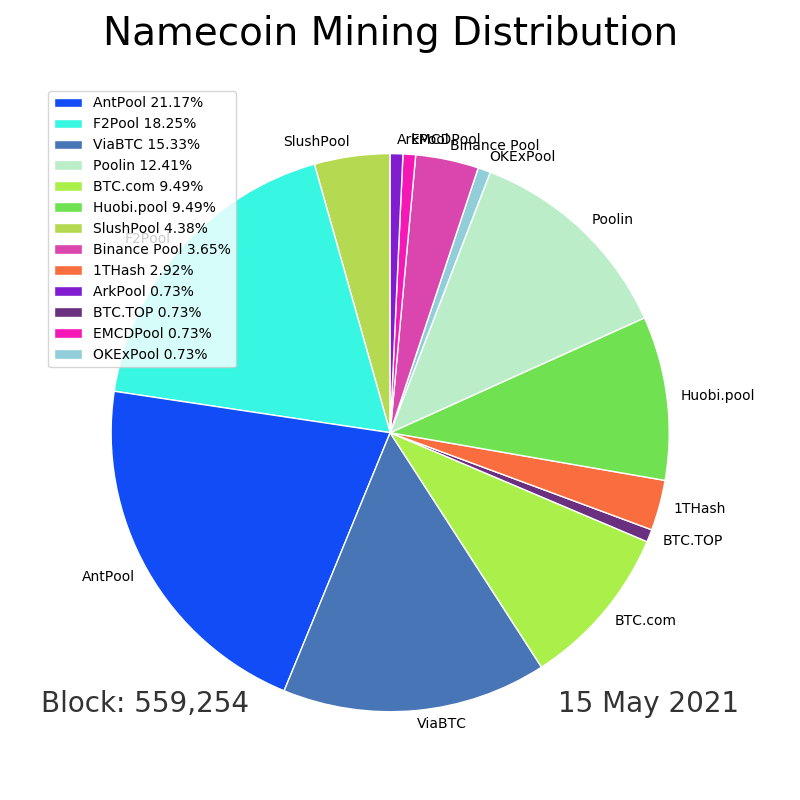 Namecoin Mining Distribution
AntPool 21.17%
F2Pool 18.25%
ViaBTC 15.33%
Poolin 12.41%
BTC.com 9.49%
Huobi.pool 9.49%
SlushPool 4.38%
Binance Pool 3.65%
1THash 2.92%
ArkPool 0.73%
BTC.TOP 0.73%
EMCDPool 0.73%
OKExPool 0.73%
SlushPool
ArkPool
EMCDPool
Binance Pool
OKExPool
Poolin
F2Pool
Huobi.pool
1THash
BTC.TOP
AntPool
BTC.com
ViaBTC
Block: 559,254
15 May 2021